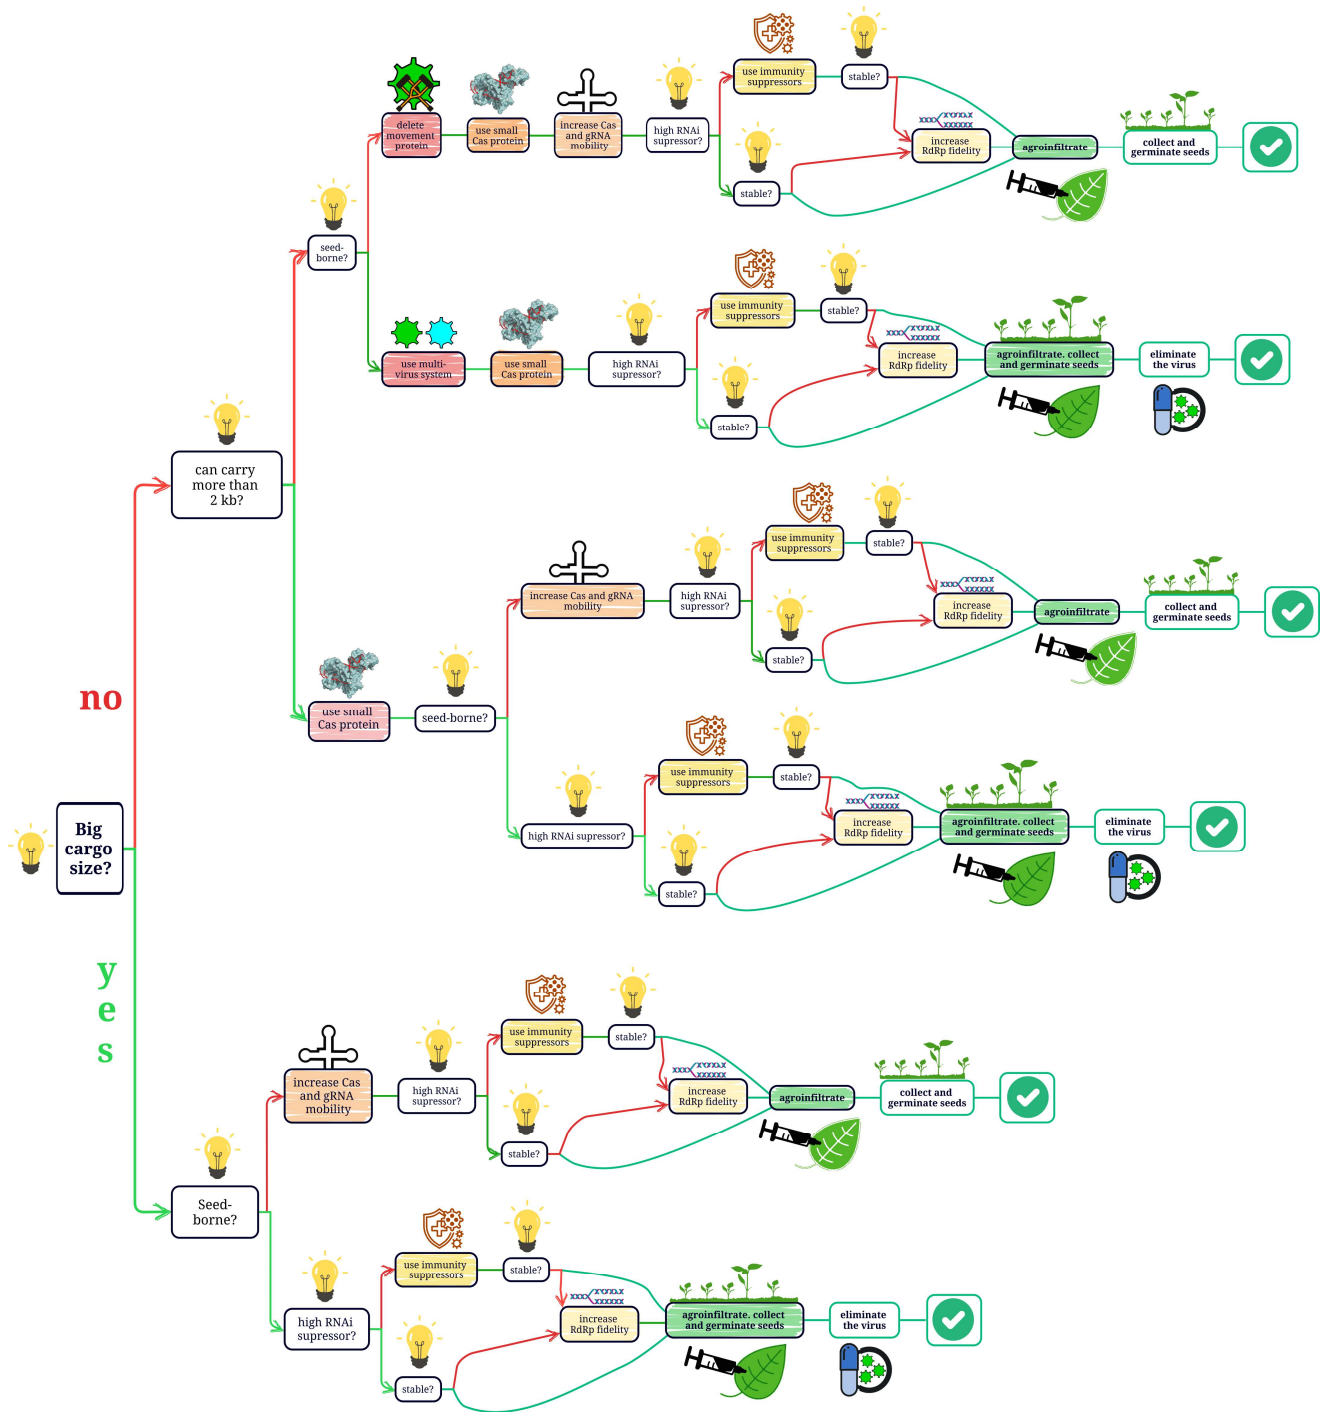 use immunity
suppressors
stable?
delete
movement
protein
use small
Cas protein
increase Cas
and gRNA
mobility
high RNAi
supressor?
increase
RdRp fidelity
agroinfiltrate
collect and
germinate seeds
stable?
seed-
borne?
use immunity
suppressors
stable?
use multi-
virus system
use small
Cas protein
high RNAi
supressor?
increase
RdRp fidelity
agroinfiltrate. collect
and germinate seeds
eliminate
the virus
stable?
can carry
more than
2 kb?
use immunity
suppressors
stable?
increase Cas and gRNA
mobility
high RNAi
supressor?
increase
RdRp fidelity
agroinfiltrate
collect and
germinate seeds
stable?
no
use small
Cas protein
seed-borne?
use immunity
suppressors
stable?
high RNAi supressor?
increase
RdRp fidelity
agroinfiltrate. collect
and germinate seeds
eliminate
the virus
stable?
Big
cargo
size?
y
e
s
use immunity
suppressors
stable?
increase Cas
and gRNA
mobility
high RNAi
supressor?
increase
RdRp fidelity
agroinfiltrate
collect and
germinate seeds
stable?
Seed-
borne?
use immunity
suppressors
stable?
high RNAi
supressor?
increase
RdRp fidelity
agroinfiltrate. collect
and germinate seeds
eliminate
the virus
stable?